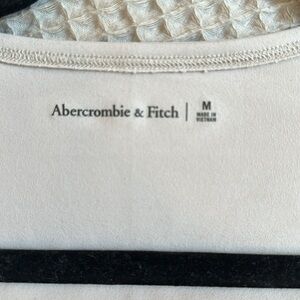 Abercrombie & Fitch | M
MADE IN
VIETNAM